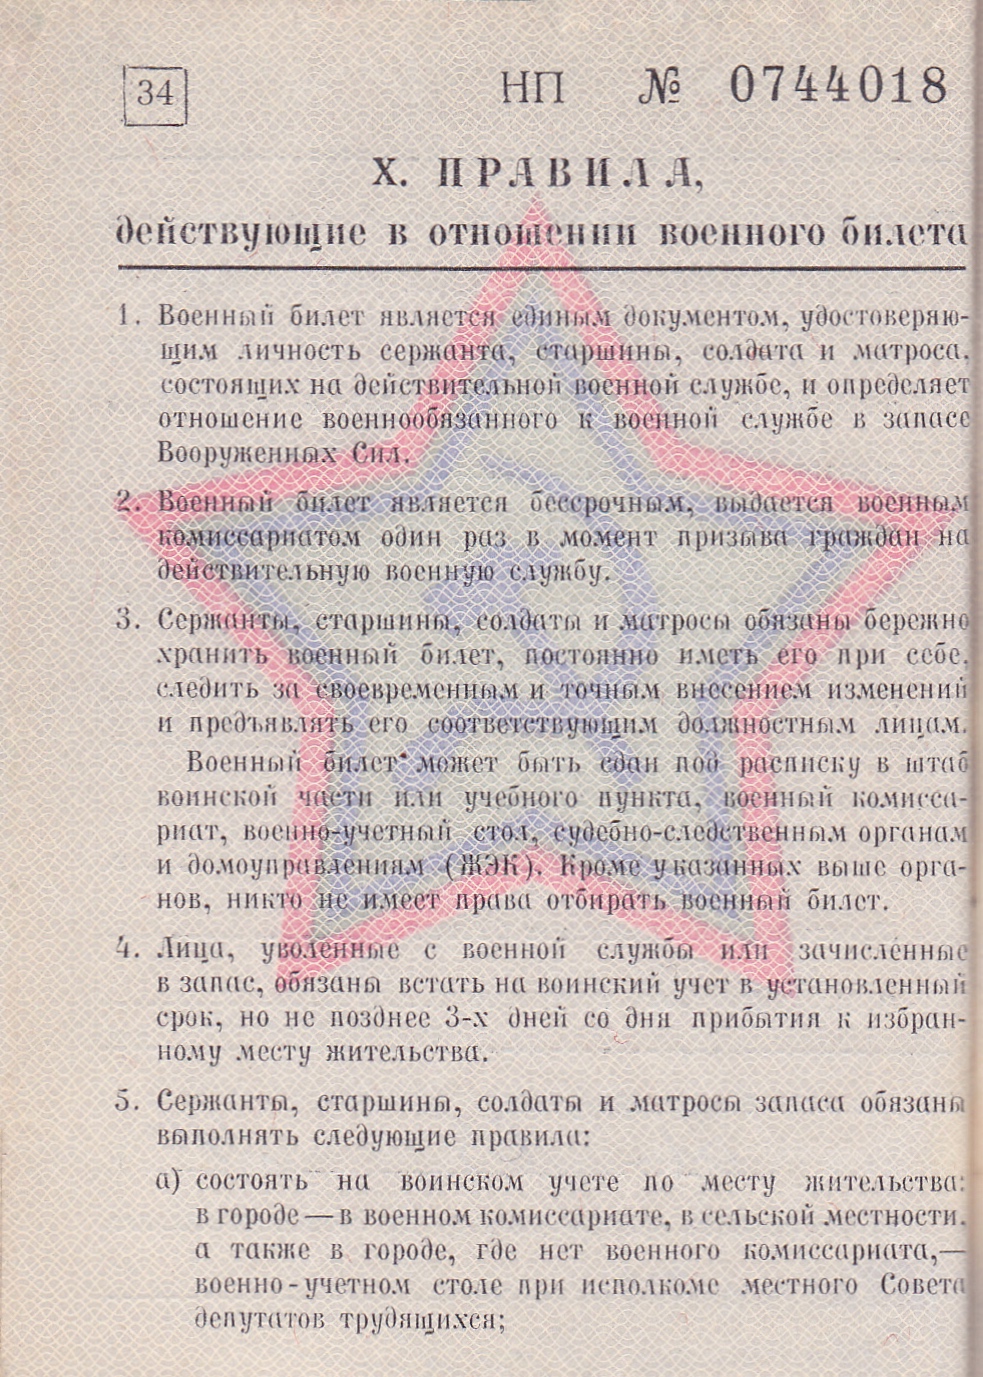 34
НП № 0744018
X. ПРАВИЛА,
действующие в отношении военного билета
1. Военный билет является единым документом, удостоверяю-
щим личность сержанта, старшины, солдата и матроса,
состоящих на действительной военной службе, и определяет
отношение военнообязанного к военной службе в запасе
Вооруженных Сил.
2. Военный билет является бессрочным, выдается военным
комиссариатом один раз в момент призыва граждан на
действительную военную службу.
3. Сержанты, старшины, солдаты и матросы обязаны бережно
хранить военный билет, постоянно иметь его при себе,
следить за своевременным и точным внесением изменений
и предъявлять его соответствующим должностным лицам.
Военный билет может быть сдан под расписку в штаб
воинской части или учебного пункта, военный комисса-
риат, военно-учетный стол, судебно-следственным органам
и домоуправлениям (ЖЭК). Кроме указанных выше орга-
нов, никто не имеет права отбирать военный билет.
4. Лица, уволенные с военной службы или зачисленные
в запас, обязаны встать на воинский учет в установленный
срок, но не позднее 3-х дней со дня прибытия к избран-
ному месту жительства.
5. Сержанты, старшины, солдаты и матросы запаса обязаны
выполнять следующие правила:
а) состоять на воинском учете по месту жительства:
в городе — в военном комиссариате, в сельской местности,
а также в городе, где нет военного комиссариата,—
военно-учетном столе при исполкоме местного Совета
депутатов трудящихся;